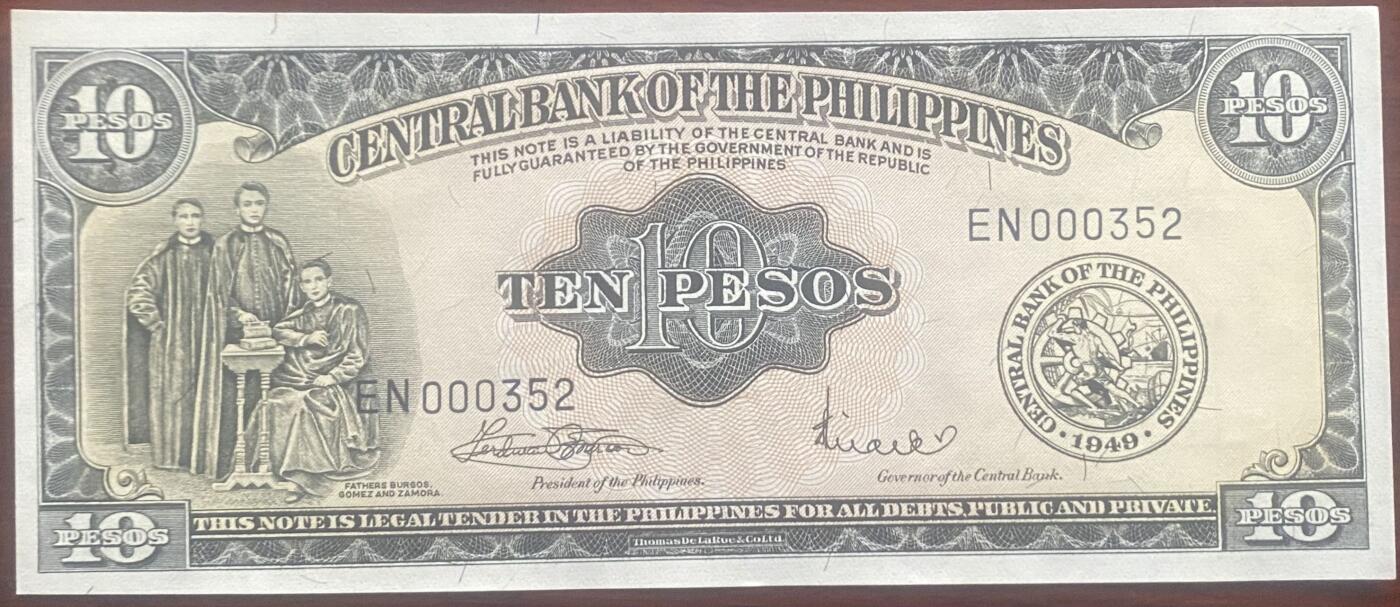 10
PESOS
10
PESOS
CENTRAL BANK OF THE PHILIPPINES
THIS NOTE IS A LIABILITY OF THE CENTRAL BANK AND IS
FULLY GUARANTEED BY THE GOVERNMENT OF THE REPUBLIC
OF THE PHILIPPINES
EN000352
10
TEN PESOS
CENTRAL BANK OF THE PHILIPPINES
·1949·
EN000352
President of the Philippines.
Governor of the Central Bank.
FATHERS BURGOS,
GOMEZ AND ZAMORA.
10
PESOS
THIS NOTE IS LEGAL TENDER IN THE PHILIPPINES FOR ALL DEBTS, PUBLIC AND PRIVATE
10
PESOS
Thomas De La Rue & Co Ltd